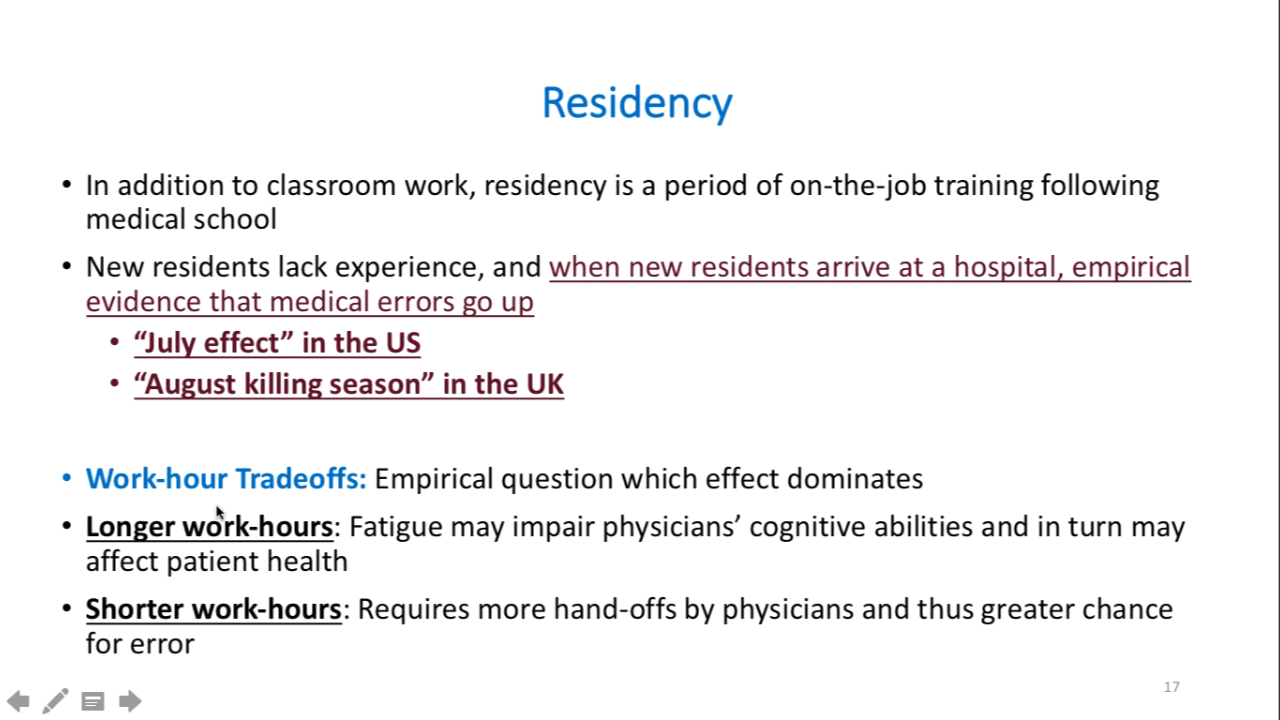 Residency
• In addition to classroom work, residency is a period of on-the-job training following
medical school
• New residents lack experience, and when new residents arrive at a hospital, empirical
evidence that medical errors go up
• “July effect” in the US
• “August killing season” in the UK
• Work-hour Tradeoffs: Empirical question which effect dominates
• Longer work-hours: Fatigue may impair physicians’ cognitive abilities and in turn may
affect patient health
• Shorter work-hours: Requires more hand-offs by physicians and thus greater chance
for error
17